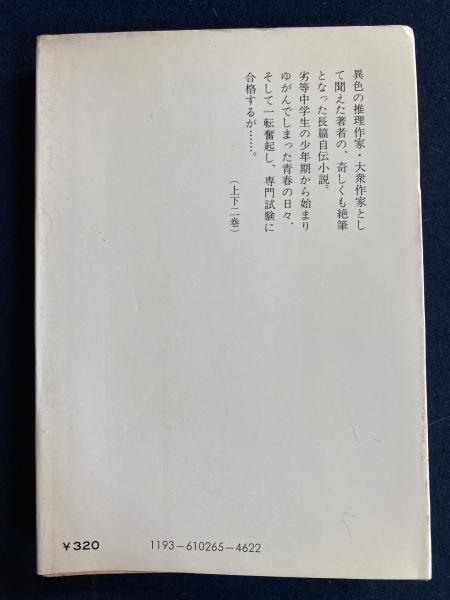 異色の推理作家・大衆作家とし
て聞えた著者の、奇しくも絶筆
となった長篇自伝小説。
劣等中学生の少年期から始まり
ゆがんでしまった青春の日々、
そして一転奮起し、専門試験に
合格するが……。
(上下二巻)
¥320
1193-610265-4622